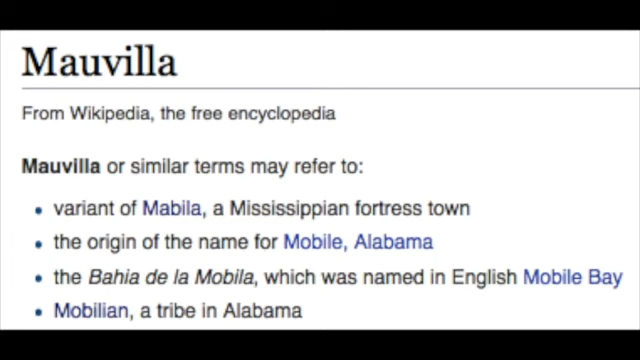 Mauvilla
From Wikipedia, the free encyclopedia
Mauvilla or similar terms may refer to:
• variant of Mabila, a Mississippian fortress town
• the origin of the name for Mobile, Alabama
• the Bahia de la Mobila, which was named in English Mobile Bay
• Mobilian, a tribe in Alabama